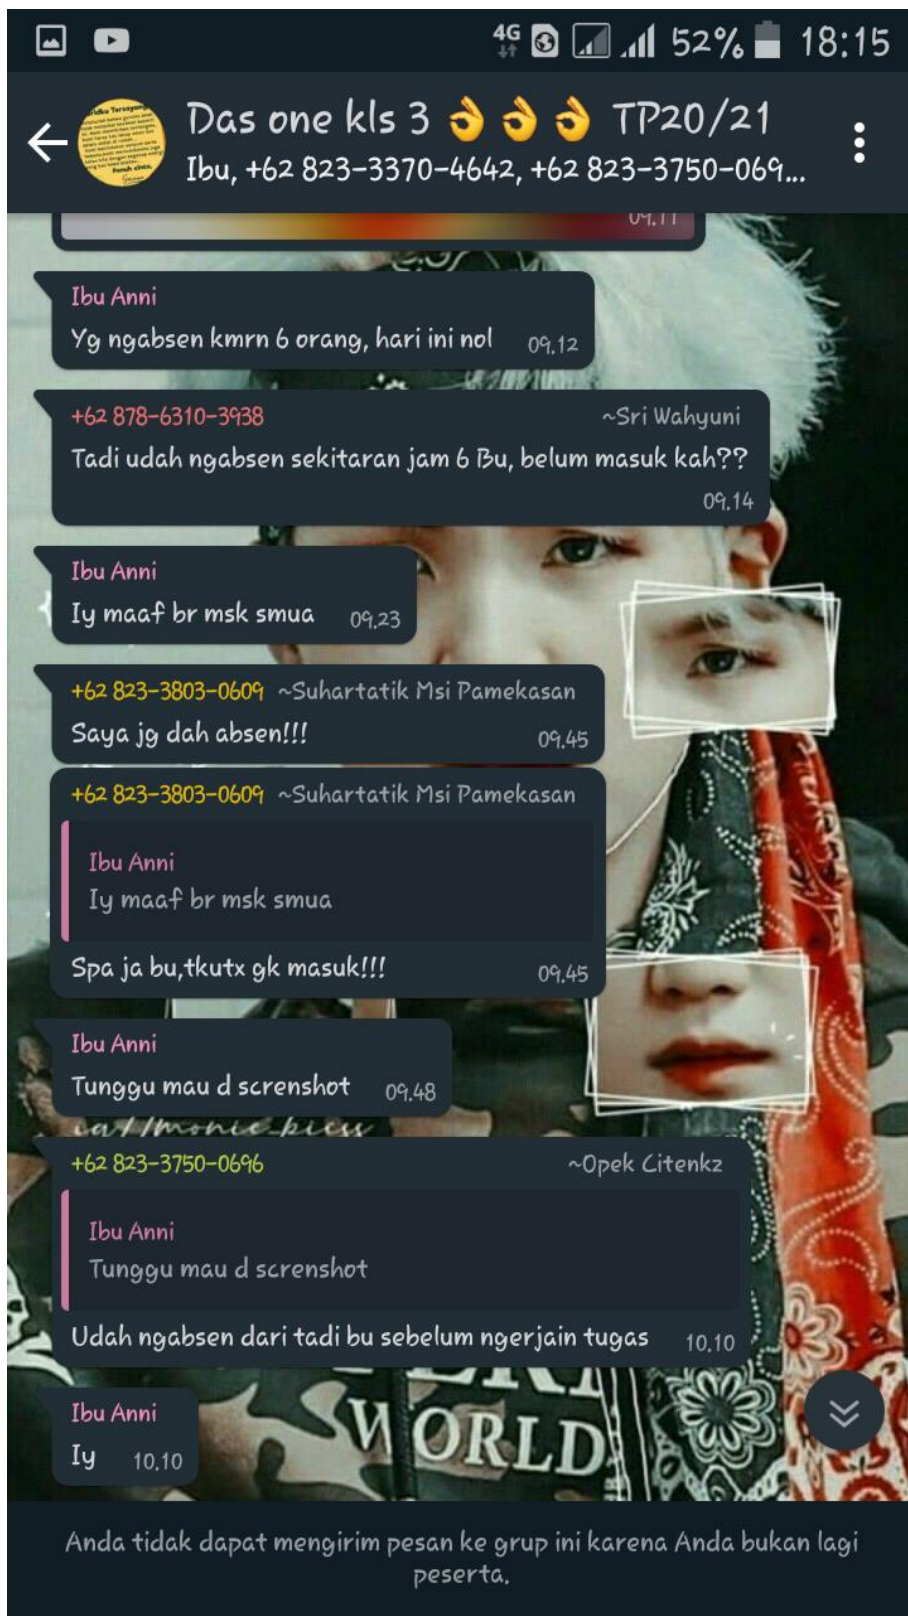 4G 52% 18:15
Das one kls 3 👌👌👌 TP20/21
Ibu, +62 823-3370-4642, +62 823-3750-069...
09.11
Ibu Anni
Yg ngabsen kmrn 6 orang, hari ini nol 09.12
+62 878-6310-3938 ~Sri Wahyuni
Tadi udah ngabsen sekitaran jam 6 Bu, belum masuk kah??
09.14
Ibu Anni
Iy maaf br msk smua 09.23
+62 823-3803-0609 ~Suhartatik Msi Pamekasan
Saya jg dah absen!!! 09.45
+62 823-3803-0609 ~Suhartatik Msi Pamekasan
Ibu Anni
Iy maaf br msk smua
Spa ja bu,tkutx gk masuk!!! 09.45
Ibu Anni
Tunggu mau d screnshot 09.48
+62 823-3750-0696 ~Opek Citenkz
Ibu Anni
Tunggu mau d screnshot
Udah ngabsen dari tadi bu sebelum ngerjain tugas 10.10
Ibu Anni
Iy 10.10
WORLD
Anda tidak dapat mengirim pesan ke grup ini karena Anda bukan lagi
peserta.